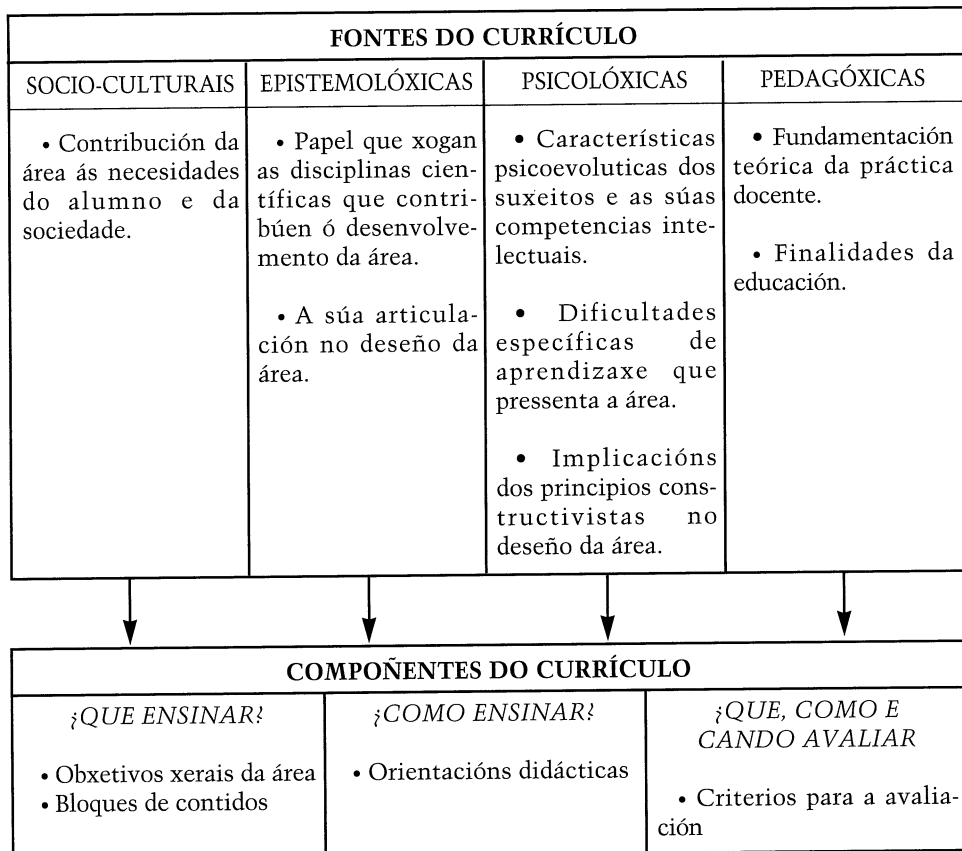 FONTES DO CURRÍCULO
SOCIO-CULTURAIS
• Contribución da
área ás necesidades
do alumno e da
sociedade.
EPISTEMOLÓXICAS
• Papel que xogan
as disciplinas cien-
tíficas que contri-
búen ó desenvolve-
mento da área.
• A súa articula-
ción no deseño da
área.
PSICOLÓXICAS
• Características
psicoevoluticas dos
suxeitos e as súas
competencias inte-
lectuais.
• Dificultades
específicas de
aprendizaxe que
pressenta a área.
• Implicacións
dos principios cons-
tructivistas no
deseño da área.
PEDAGÓXICAS
• Fundamentación
teórica da práctica
docente.
• Finalidades da
educación.
COMPOÑENTES DO CURRÍCULO
¿QUE ENSINAR?
• Obxetivos xerais da área
• Bloques de contidos
¿COMO ENSINAR?
• Orientacións didácticas
¿QUE, COMO E
CANDO AVALIAR
• Criterios para a avalia-
ción